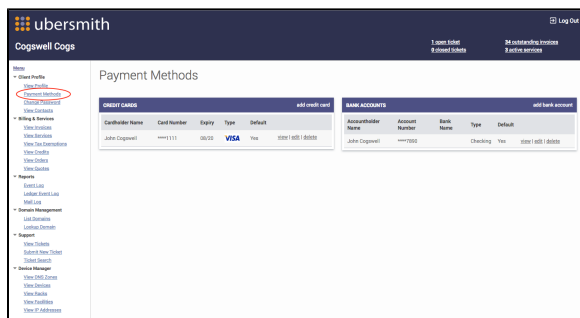 ubersmith
Log Out
Cogswell Cogs
1 open ticket
0 closed tickets
34 outstanding invoices
3 active services
Menu
Client Profile
View Profile
Payment Methods
Change Password
View Contacts
Billing & Services
View Invoices
View Services
View Tax Exemptions
View Credits
View Orders
View Quotes
Reports
Event Log
Ledger Event Log
Mail Log
Domain Management
List Domains
Lookup Domain
Support
View Tickets
Submit New Ticket
Ticket Search
Device Manager
View DNS Zones
View Devices
View Racks
View Facilities
View IP Addresses
Payment Methods
CREDIT CARDS add credit card
Cardholder Name Card Number Expiry Type Default
John Cogswell ****1111 08/20 VISA Yes view | edit | delete
BANK ACCOUNTS add bank account
Accountholder Name Account Number Bank Name Type Default
John Cogswell ****7890 Checking Yes view | edit | delete